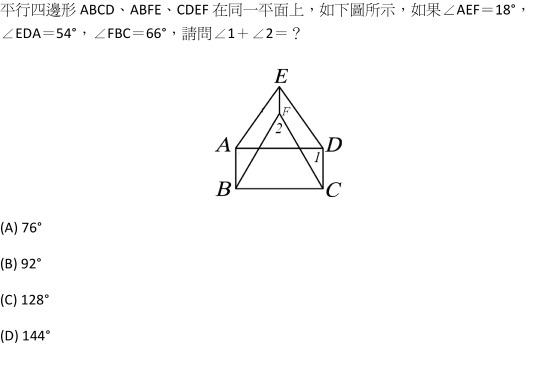 平行四邊形 ABCD、ABFE、CDEF 在同一平面上，如下圖所示，如果∠AEF＝18°，
∠EDA＝54°，∠FBC＝66°，請問∠1＋∠2＝？
E
F
2
A
D
1
B
C
(A) 76°
(B) 92°
(C) 128°
(D) 144°